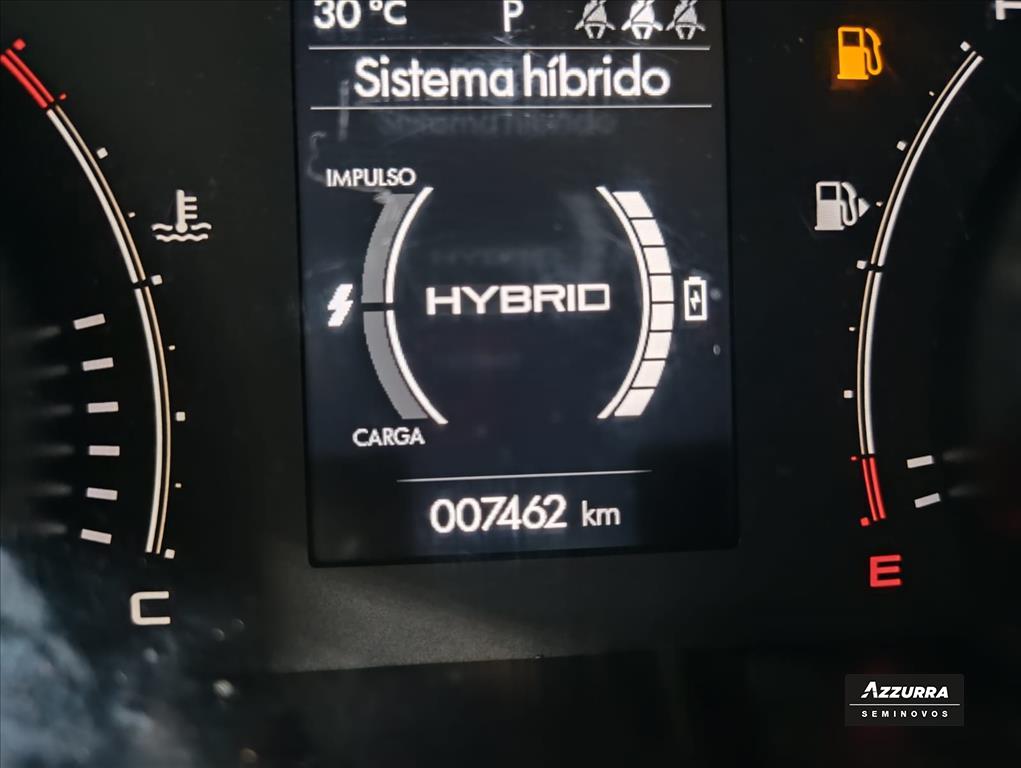 30 °C P
Sistema híbrido
IMPULSO
HYBRID
CARGA
007462 km
C
E
AZZURRA
SEMINOVOS